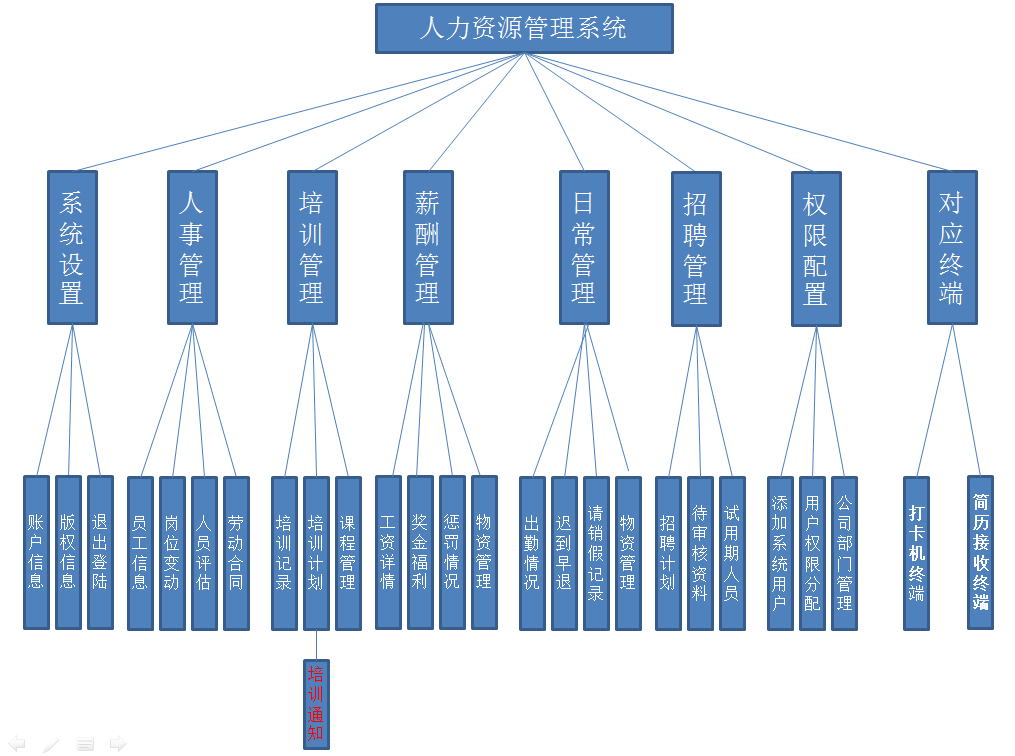 人力资源管理系统
系统设置
人事管理
培训管理
薪酬管理
日常管理
招聘管理
权限配置
对应终端
账户信息
版权信息
退出登陆
员工信息
岗位变动
人员评估
劳动合同
培训记录
培训计划
课程管理
工资详情
奖金福利
惩罚情况
物资管理
出勤情况
迟到早退
请销假记录
物资管理
招聘计划
待审核资料
试用期人员
添加系统用户
用户权限分配
公司部门管理
打卡机终端
简历接收终端
培训通知